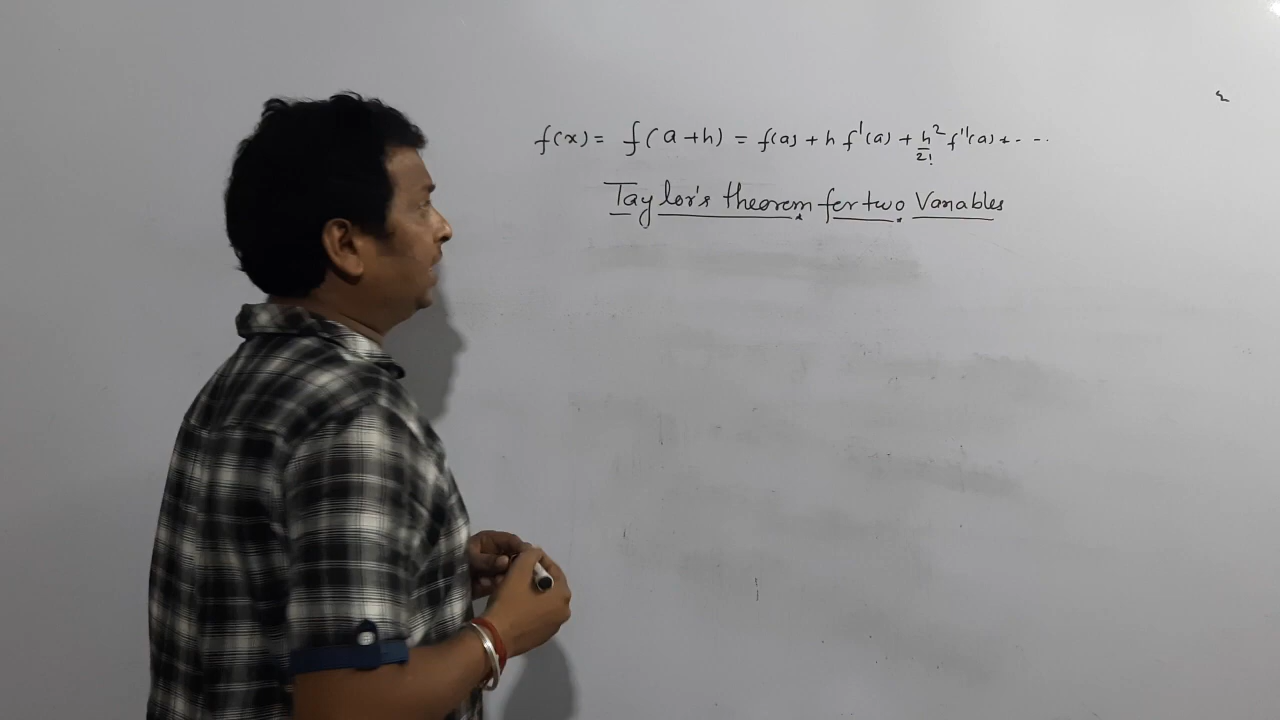 f(x) = f(a+h) = f(a) + h f'(a) + h²/2! f''(a) + - - -
Taylor's theorem for two Variables